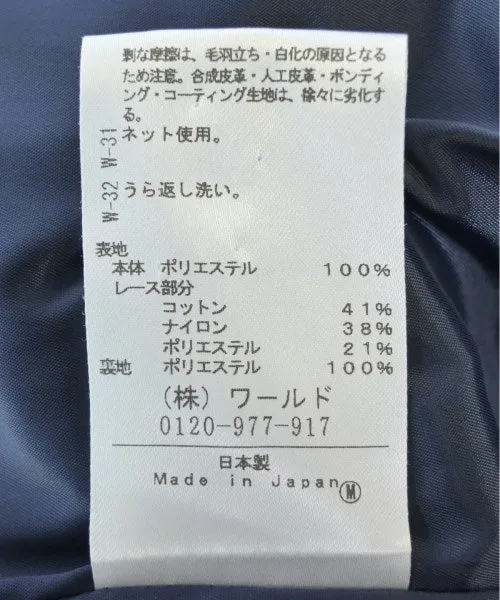 剰な摩擦は、毛羽立ち・白化の原因となる
ため注意。合成皮革・人工皮革・ボンディ
ング・コーティング生地は、徐々に劣化す
る。
W-31 ネット使用。
W-32 うら返し洗い。
表地
本体 ポリエステル 100%
レース部分
コットン 41%
ナイロン 38%
ポリエステル 21%
裏地 ポリエステル 100%
(株) ワールド
0120-977-917
日本製
Made in Japan Ⓜ